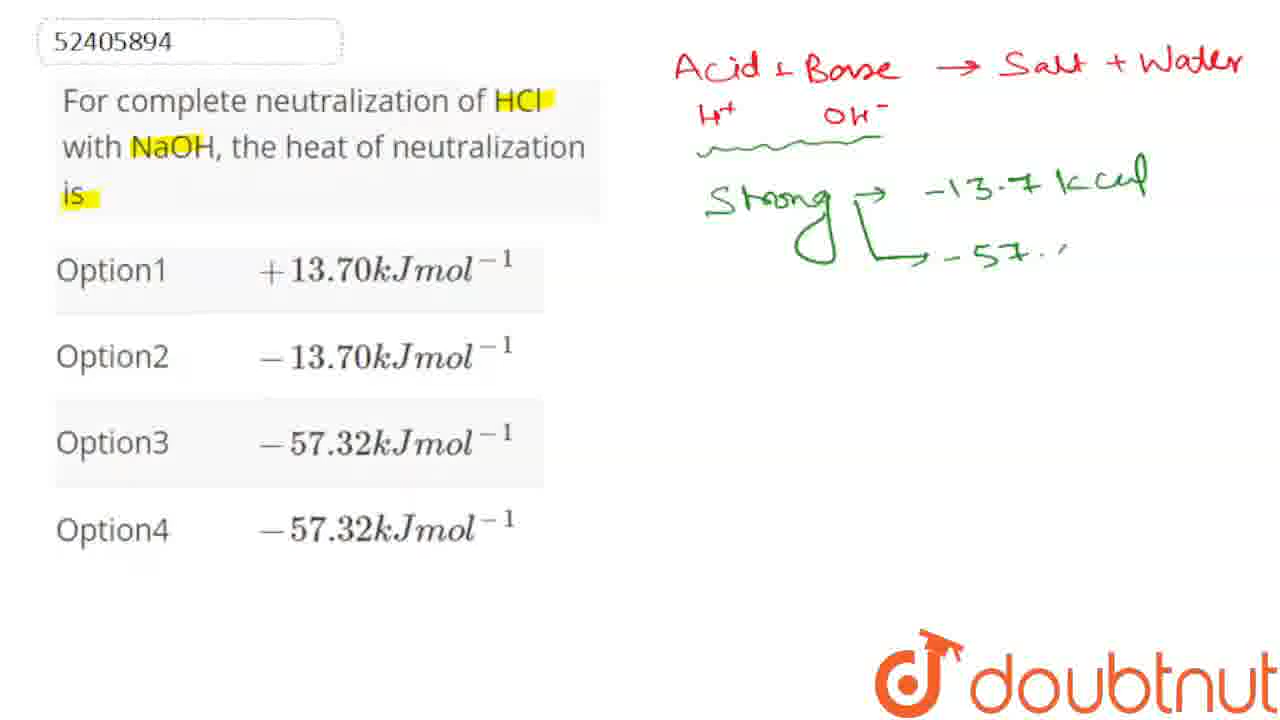 52405894
For complete neutralization of HCl
with NaOH, the heat of neutralization
is
Option1 +13.70kJmol⁻¹
Option2 −13.70kJmol⁻¹
Option3 −57.32kJmol⁻¹
Option4 −57.32kJmol⁻¹
Acid + Base → Salt + Water
H⁺ OH⁻
Strong → -13.7 kcal
→ -57.
doubtnut